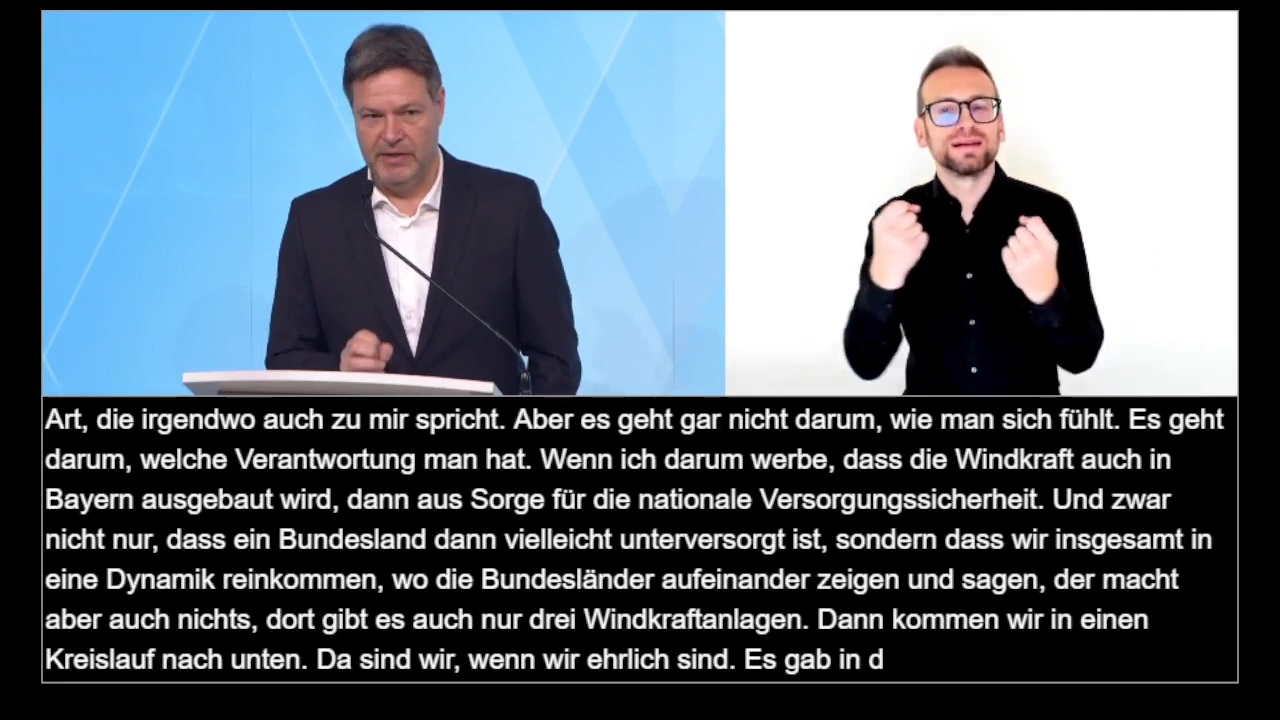 Art, die irgendwo auch zu mir spricht. Aber es geht gar nicht darum, wie man sich fühlt. Es geht
darum, welche Verantwortung man hat. Wenn ich darum werbe, dass die Windkraft auch in
Bayern ausgebaut wird, dann aus Sorge für die nationale Versorgungssicherheit. Und zwar
nicht nur, dass ein Bundesland dann vielleicht unterversorgt ist, sondern dass wir insgesamt in
eine Dynamik reinkommen, wo die Bundesländer aufeinander zeigen und sagen, der macht
aber auch nichts, dort gibt es auch nur drei Windkraftanlagen. Dann kommen wir in einen
Kreislauf nach unten. Da sind wir, wenn wir ehrlich sind. Es gab in d